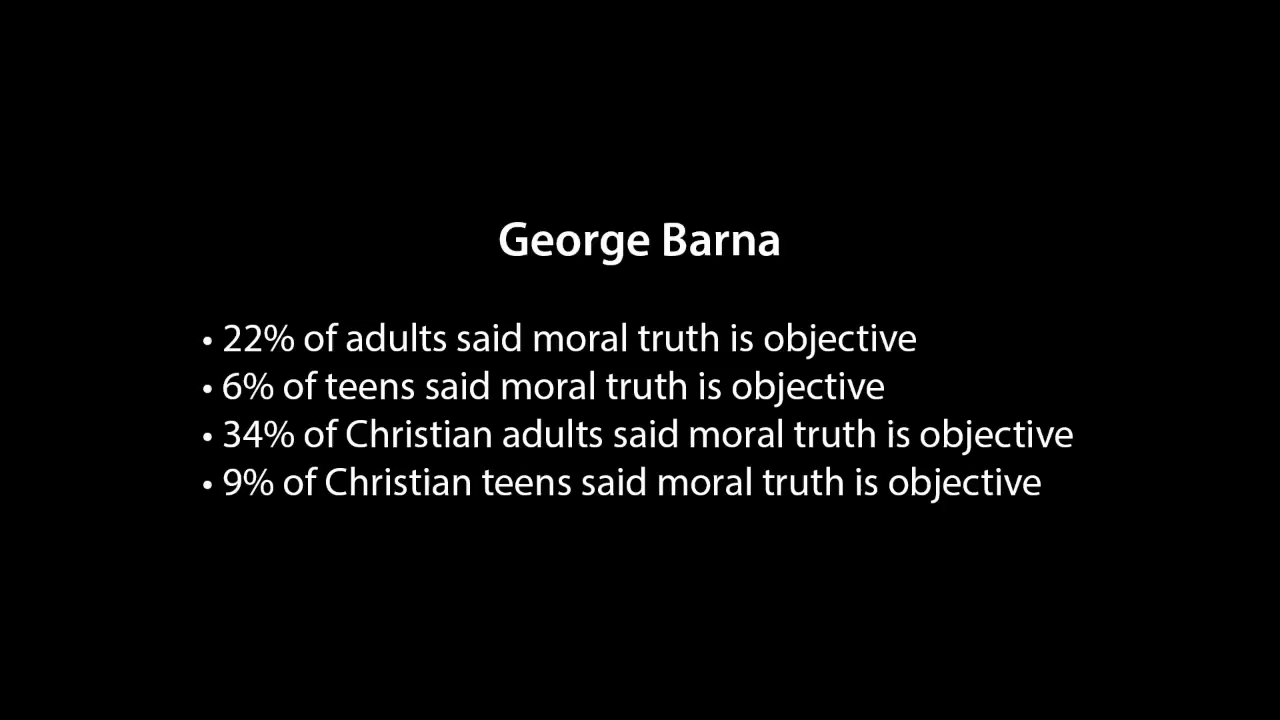 George Barna
• 22% of adults said moral truth is objective
• 6% of teens said moral truth is objective
• 34% of Christian adults said moral truth is objective
• 9% of Christian teens said moral truth is objective